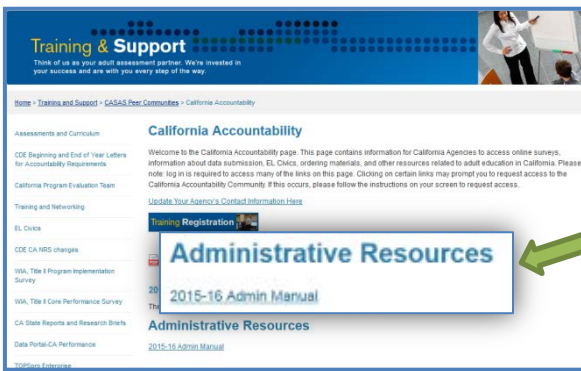 Training & Support
Think of us as your adult assessment partner. We're invested in
your success and are with you every step of the way.
Home > Training and Support > CASAS Peer Communities > California Accountability
Assessments and Curriculum
CDE Beginning and End of Year Letters
for Accountability Requirements
California Program Evaluation Team
Training and Networking
EL Civics
CDE CA NRS changes
WIA, Title II Program Implementation
Survey
WIA, Title II Core Performance Survey
CA State Reports and Research Briefs
Data Portal-CA Performance
TOPSpro Enterprise
California Accountability
Welcome to the California Accountability page. This page contains information for California Agencies to access online surveys,
information about data submission, EL Civics, ordering materials, and other resources related to adult education in California. Please
note: log in is required to access many of the links on this page. Clicking on certain links may prompt you to request access to the
California Accountability Community. If this occurs, please follow the instructions on your screen to request access.
Update Your Agency's Contact Information Here
Training Registration
Administrative Resources
2015-16 Admin Manual
20
The
Administrative Resources
2015-16 Admin Manual